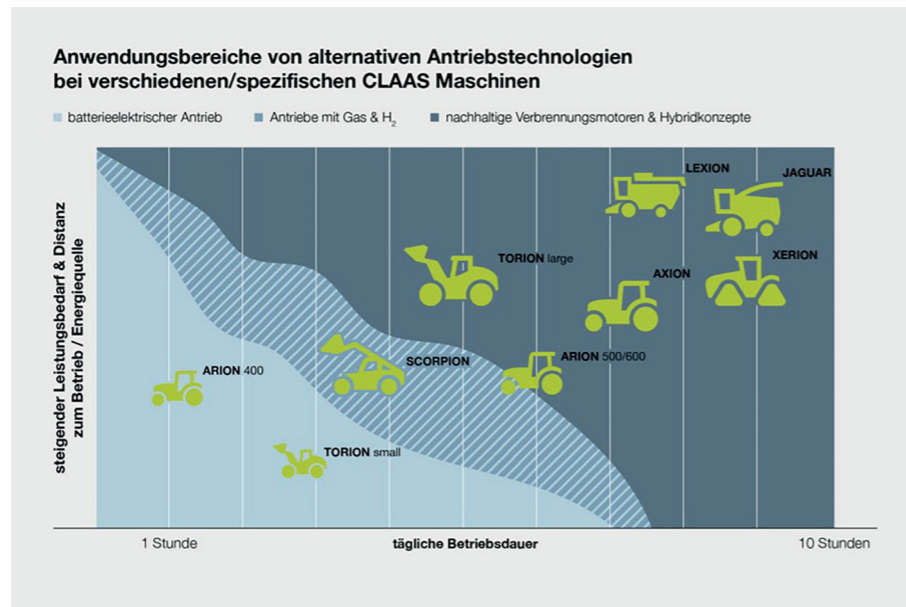 Anwendungsbereiche von alternativen Antriebstechnologien
bei verschiedenen/spezifischen CLAAS Maschinen
batterieelektrischer Antrieb
Antriebe mit Gas & H₂
nachhaltige Verbrennungsmotoren & Hybridkonzepte
steigender Leistungsbedarf & Distanz
zum Betrieb / Energiequelle
LEXION
JAGUAR
TORION large
XERION
AXION
ARION 400
SCORPION
ARION 500/600
TORION small
1 Stunde
tägliche Betriebsdauer
10 Stunden